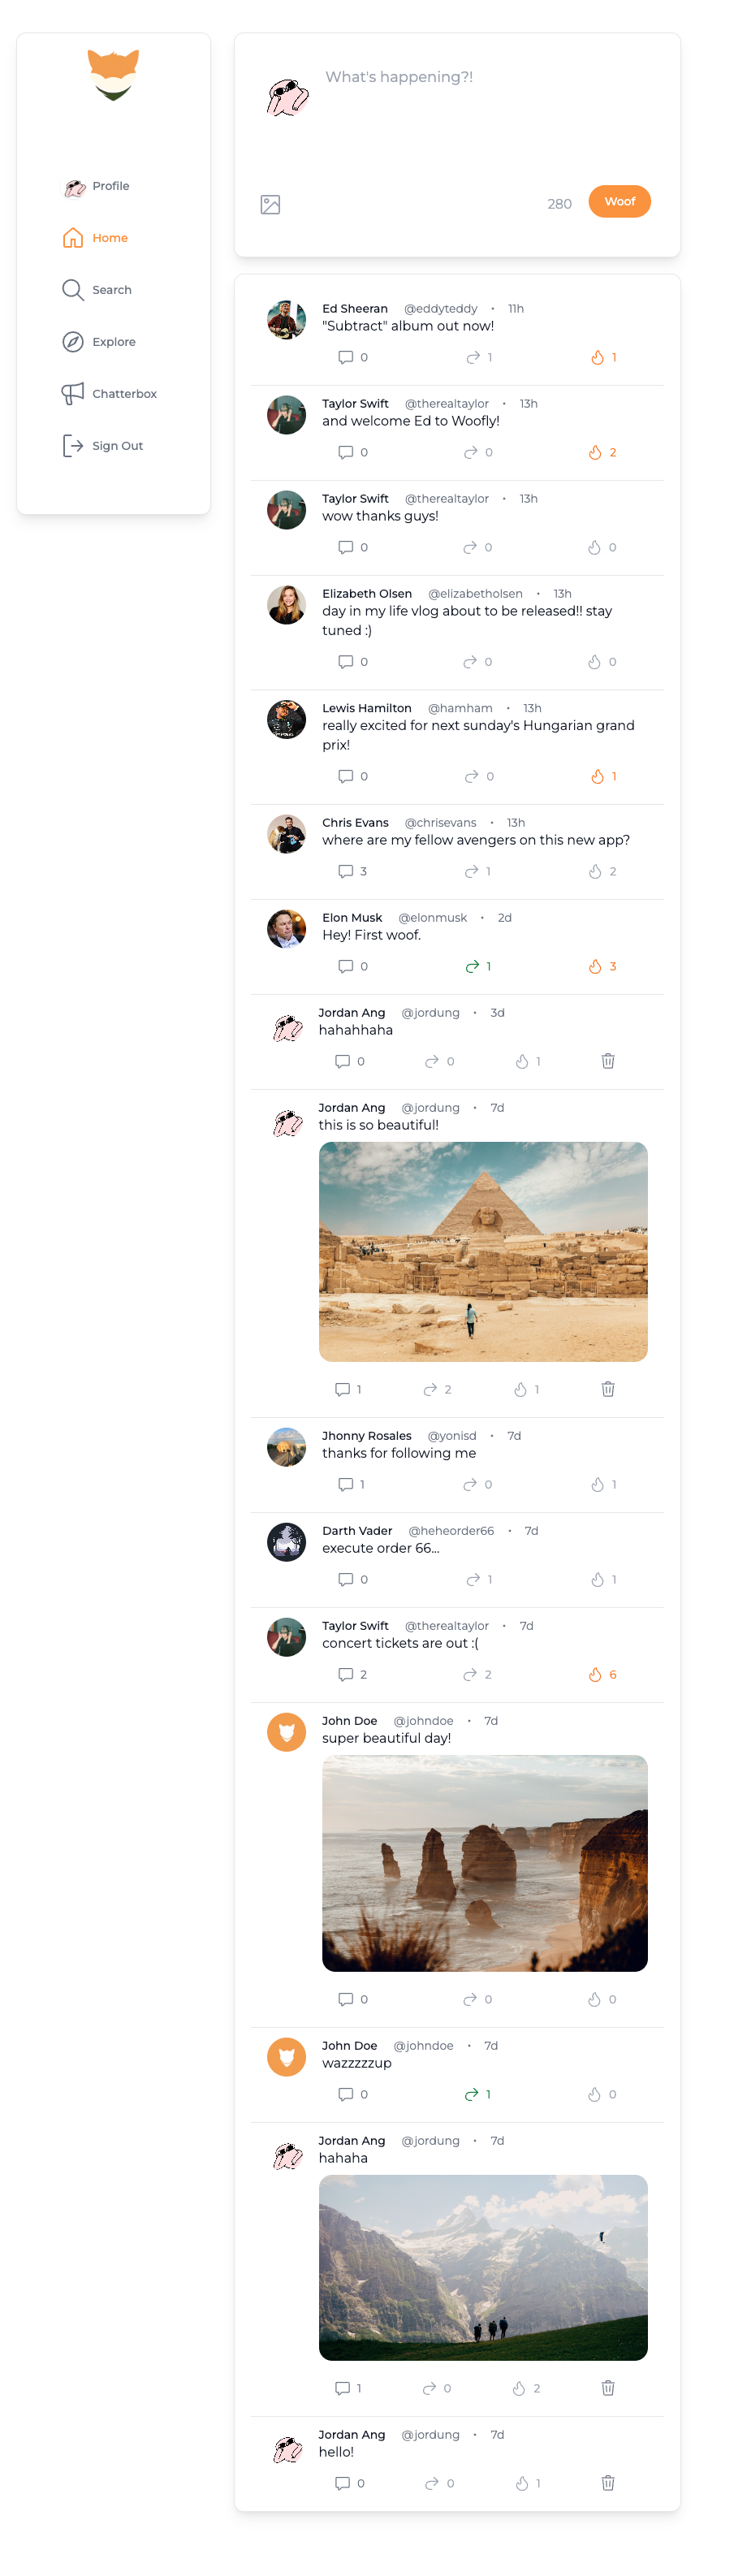 Profile
Home
Search
Explore
Chatterbox
Sign Out
What's happening?!
280
Woof
Ed Sheeran @eddyteddy • 11h
"Subtract" album out now!
0 1 1
Taylor Swift @therealtaylor • 13h
and welcome Ed to Woofly!
0 0 2
Taylor Swift @therealtaylor • 13h
wow thanks guys!
0 0 0
Elizabeth Olsen @elizabetholsen • 13h
day in my life vlog about to be released!! stay
tuned :)
0 0 0
Lewis Hamilton @hamham • 13h
really excited for next sunday's Hungarian grand
prix!
0 0 1
Chris Evans @chrisevans • 13h
where are my fellow avengers on this new app?
3 1 2
Elon Musk @elonmusk • 2d
Hey! First woof.
0 1 3
Jordan Ang @jordung • 3d
hahahhaha
0 0 1
Jordan Ang @jordung • 7d
this is so beautiful!
1 2 1
Jhonny Rosales @yonisd • 7d
thanks for following me
1 0 1
Darth Vader @heheorder66 • 7d
execute order 66...
0 1 1
Taylor Swift @therealtaylor • 7d
concert tickets are out :(
2 2 6
John Doe @johndoe • 7d
super beautiful day!
0 0 0
John Doe @johndoe • 7d
wazzzzzup
0 1 0
Jordan Ang @jordung • 7d
hahaha
1 0 2
Jordan Ang @jordung • 7d
hello!
0 0 1